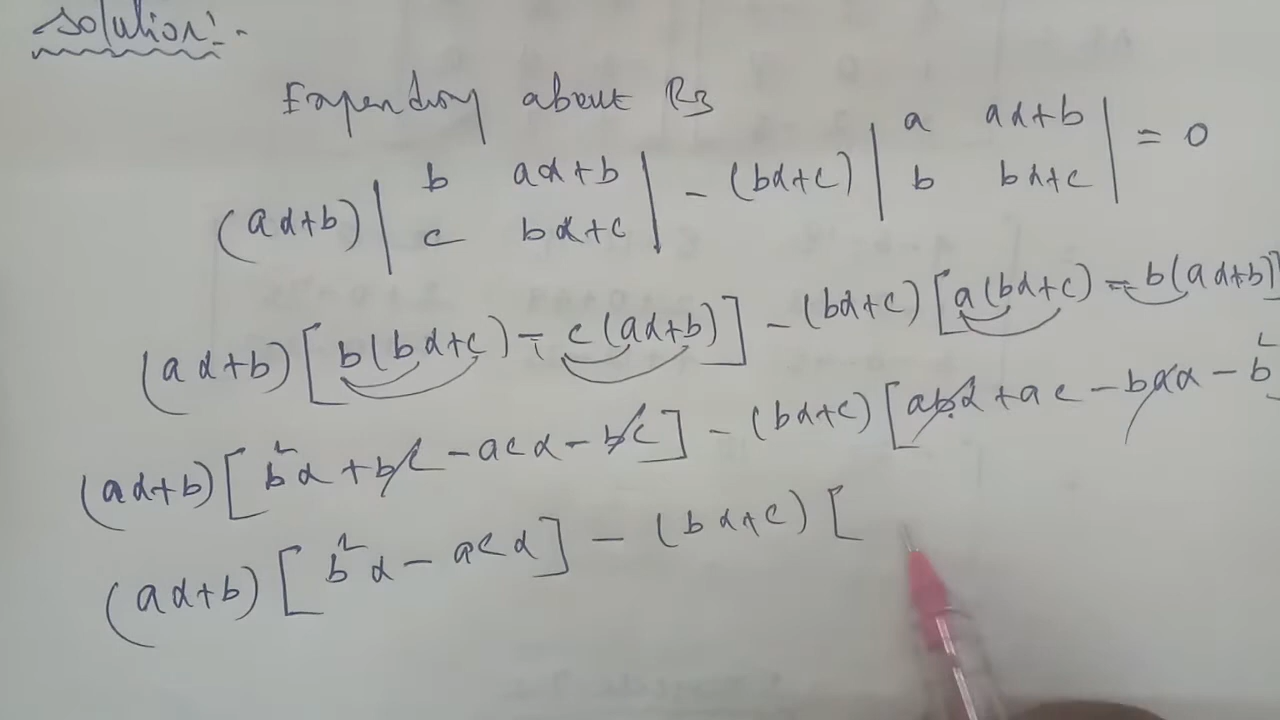 Solution:-
Expending about R3
(aα+b) | b aα+b | - (bα+c) | a aα+b | = 0
| c bα+c | | b bα+c |
(aα+b) [b(bα+c) - c(aα+b)] - (bα+c) [a(bα+c) - b(aα+b)]
(aα+b) [b²α + bc - acα - bc] - (bα+c) [abα + ac - baα - b²
(aα+b) [b²α - acα] - (bα+c) [